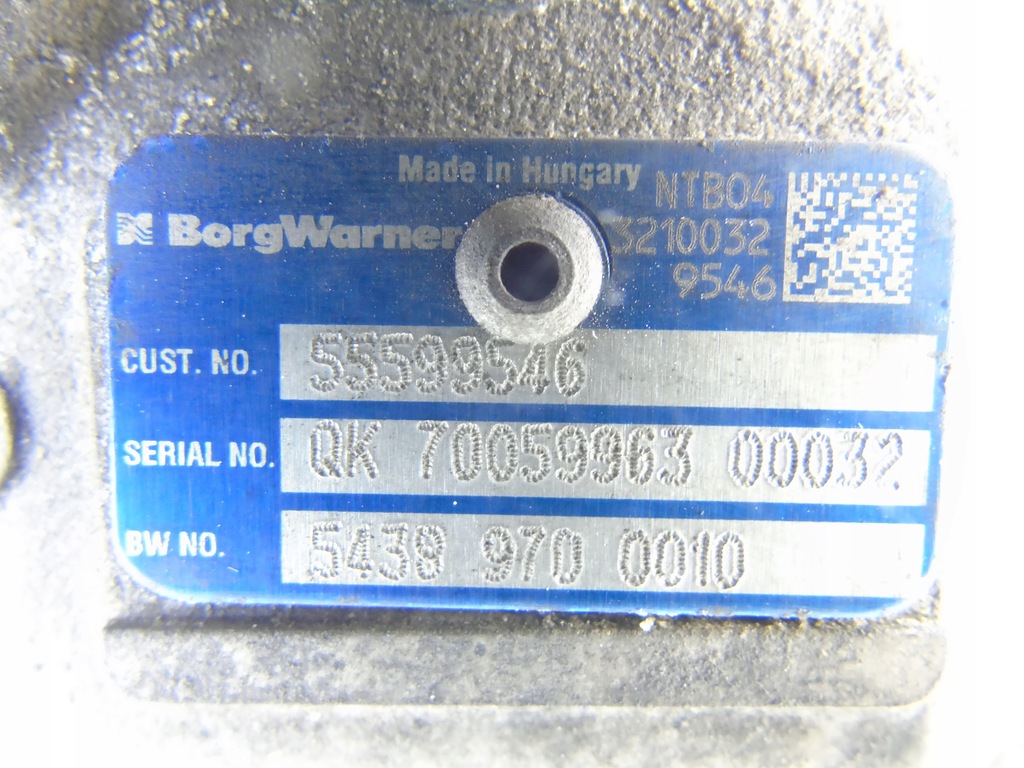 Made in Hungary
BorgWarner
NTB04
3210032
9546
CUST. NO. 55599546
SERIAL NO. QK 70059963 00032
BW NO. 5438 970 0010